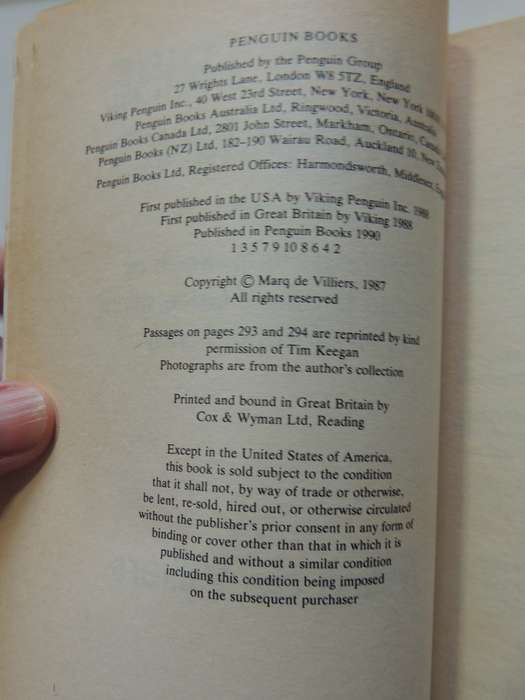 PENGUIN BOOKS
Published by the Penguin Group
27 Wrights Lane, London W8 5TZ, England
Viking Penguin Inc., 40 West 23rd Street, New York, New York
Penguin Books Australia Ltd, Ringwood, Victoria, Australia
Penguin Books Canada Ltd, 2801 John Street, Markham, Ontario, Canada
Penguin Books (NZ) Ltd, 182–190 Wairau Road, Auckland 10, New
Penguin Books Ltd, Registered Offices: Harmondsworth, Middlesex,
First published in the USA by Viking Penguin Inc. 1988
First published in Great Britain by Viking 1988
Published in Penguin Books 1990
1 3 5 7 9 10 8 6 4 2
Copyright © Marq de Villiers, 1987
All rights reserved
Passages on pages 293 and 294 are reprinted by kind
permission of Tim Keegan
Photographs are from the author's collection
Printed and bound in Great Britain by
Cox & Wyman Ltd, Reading
Except in the United States of America,
this book is sold subject to the condition
that it shall not, by way of trade or otherwise,
be lent, re-sold, hired out, or otherwise circulated
without the publisher's prior consent in any form of
binding or cover other than that in which it is
published and without a similar condition
including this condition being imposed
on the subsequent purchaser